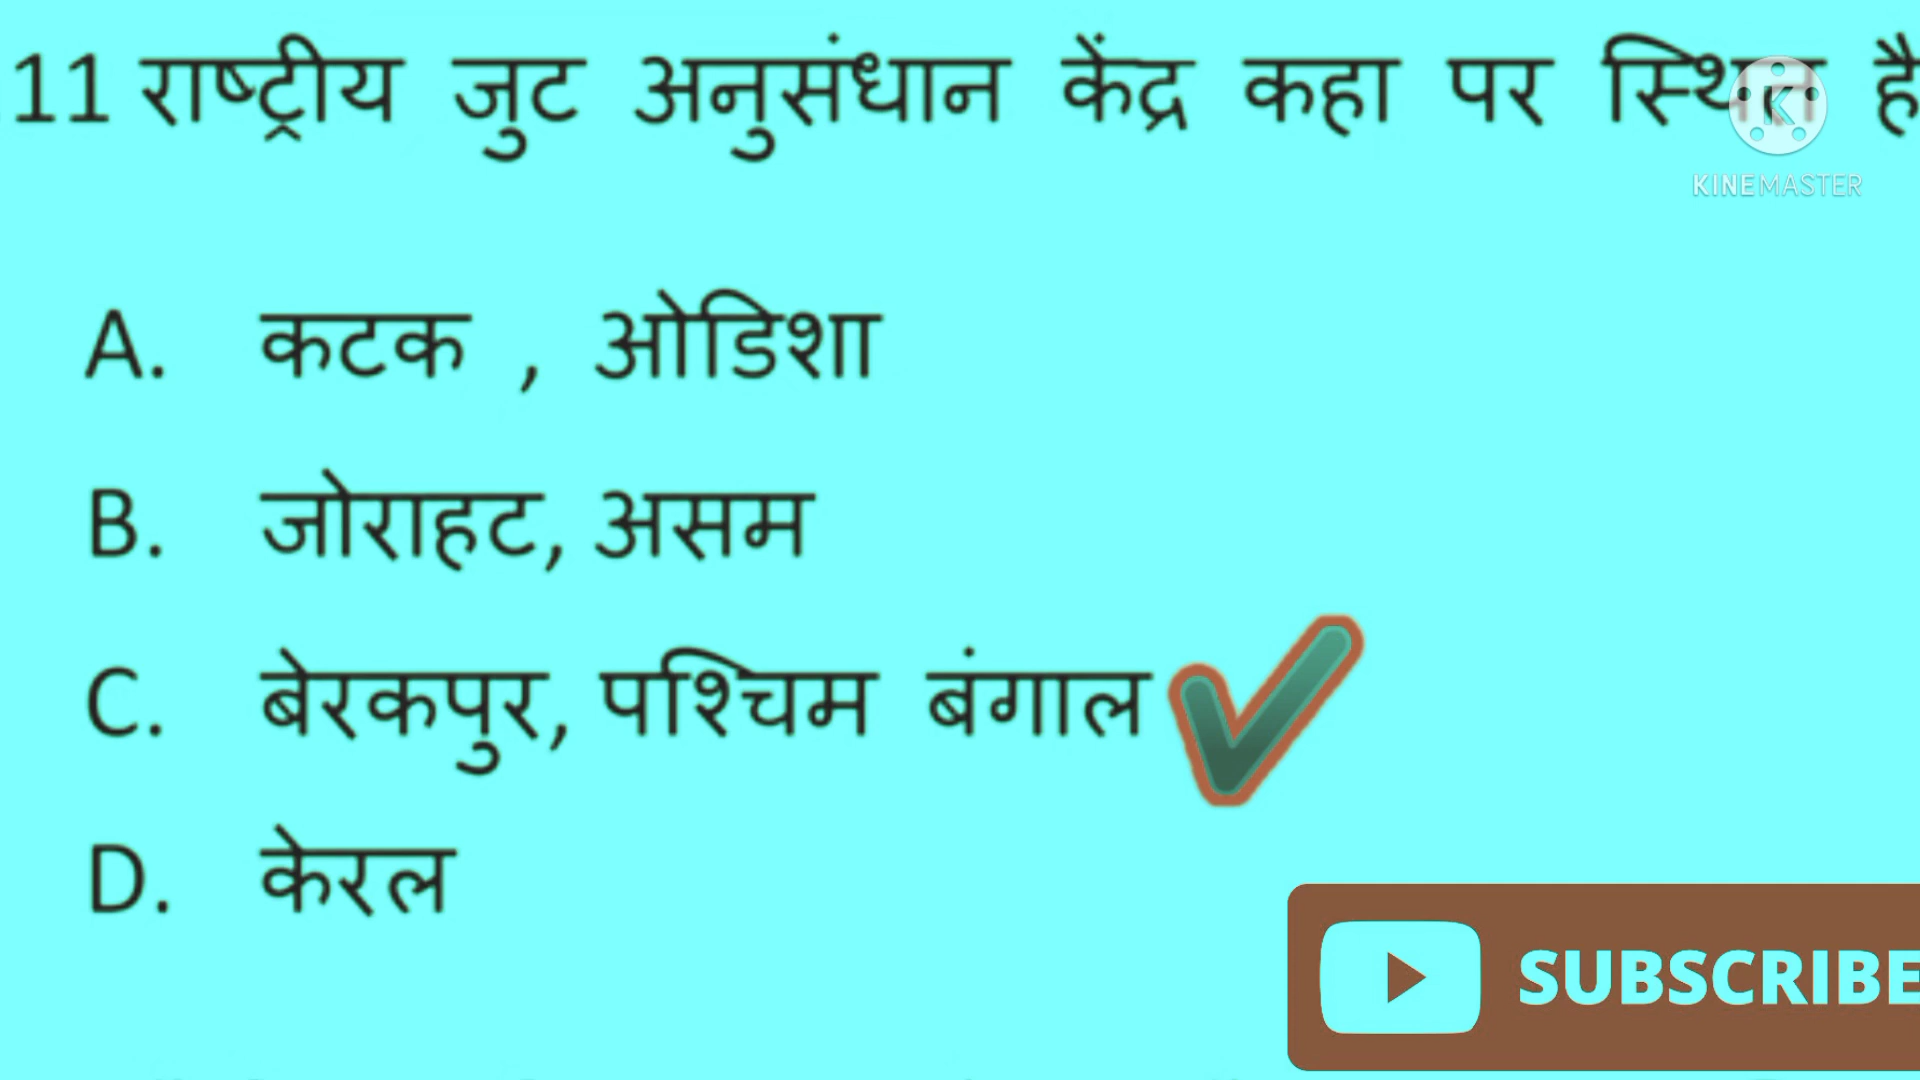 11 राष्ट्रीय जुट अनुसंधान केंद्र कहा पर स्थित है
KINEMASTER
A. कटक , ओडिशा
B. जोराहट, असम
C. बेरकपुर, पश्चिम बंगाल
D. केरल
SUBSCRIBE